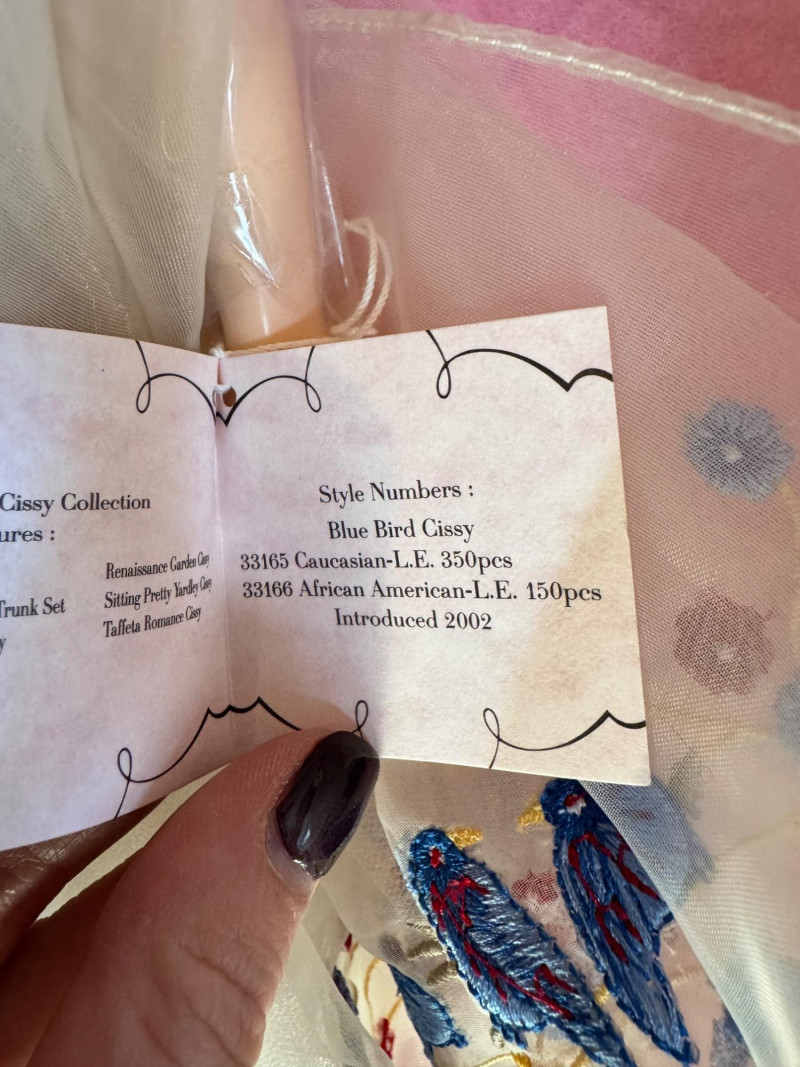 Cissy Collection
ures :
Renaissance Garden Cissy
Trunk Set
Sitting Pretty Yardley Cissy
y
Taffeta Romance Cissy
Style Numbers :
Blue Bird Cissy
33165 Caucasian-L.E. 350pcs
33166 African American-L.E. 150pcs
Introduced 2002